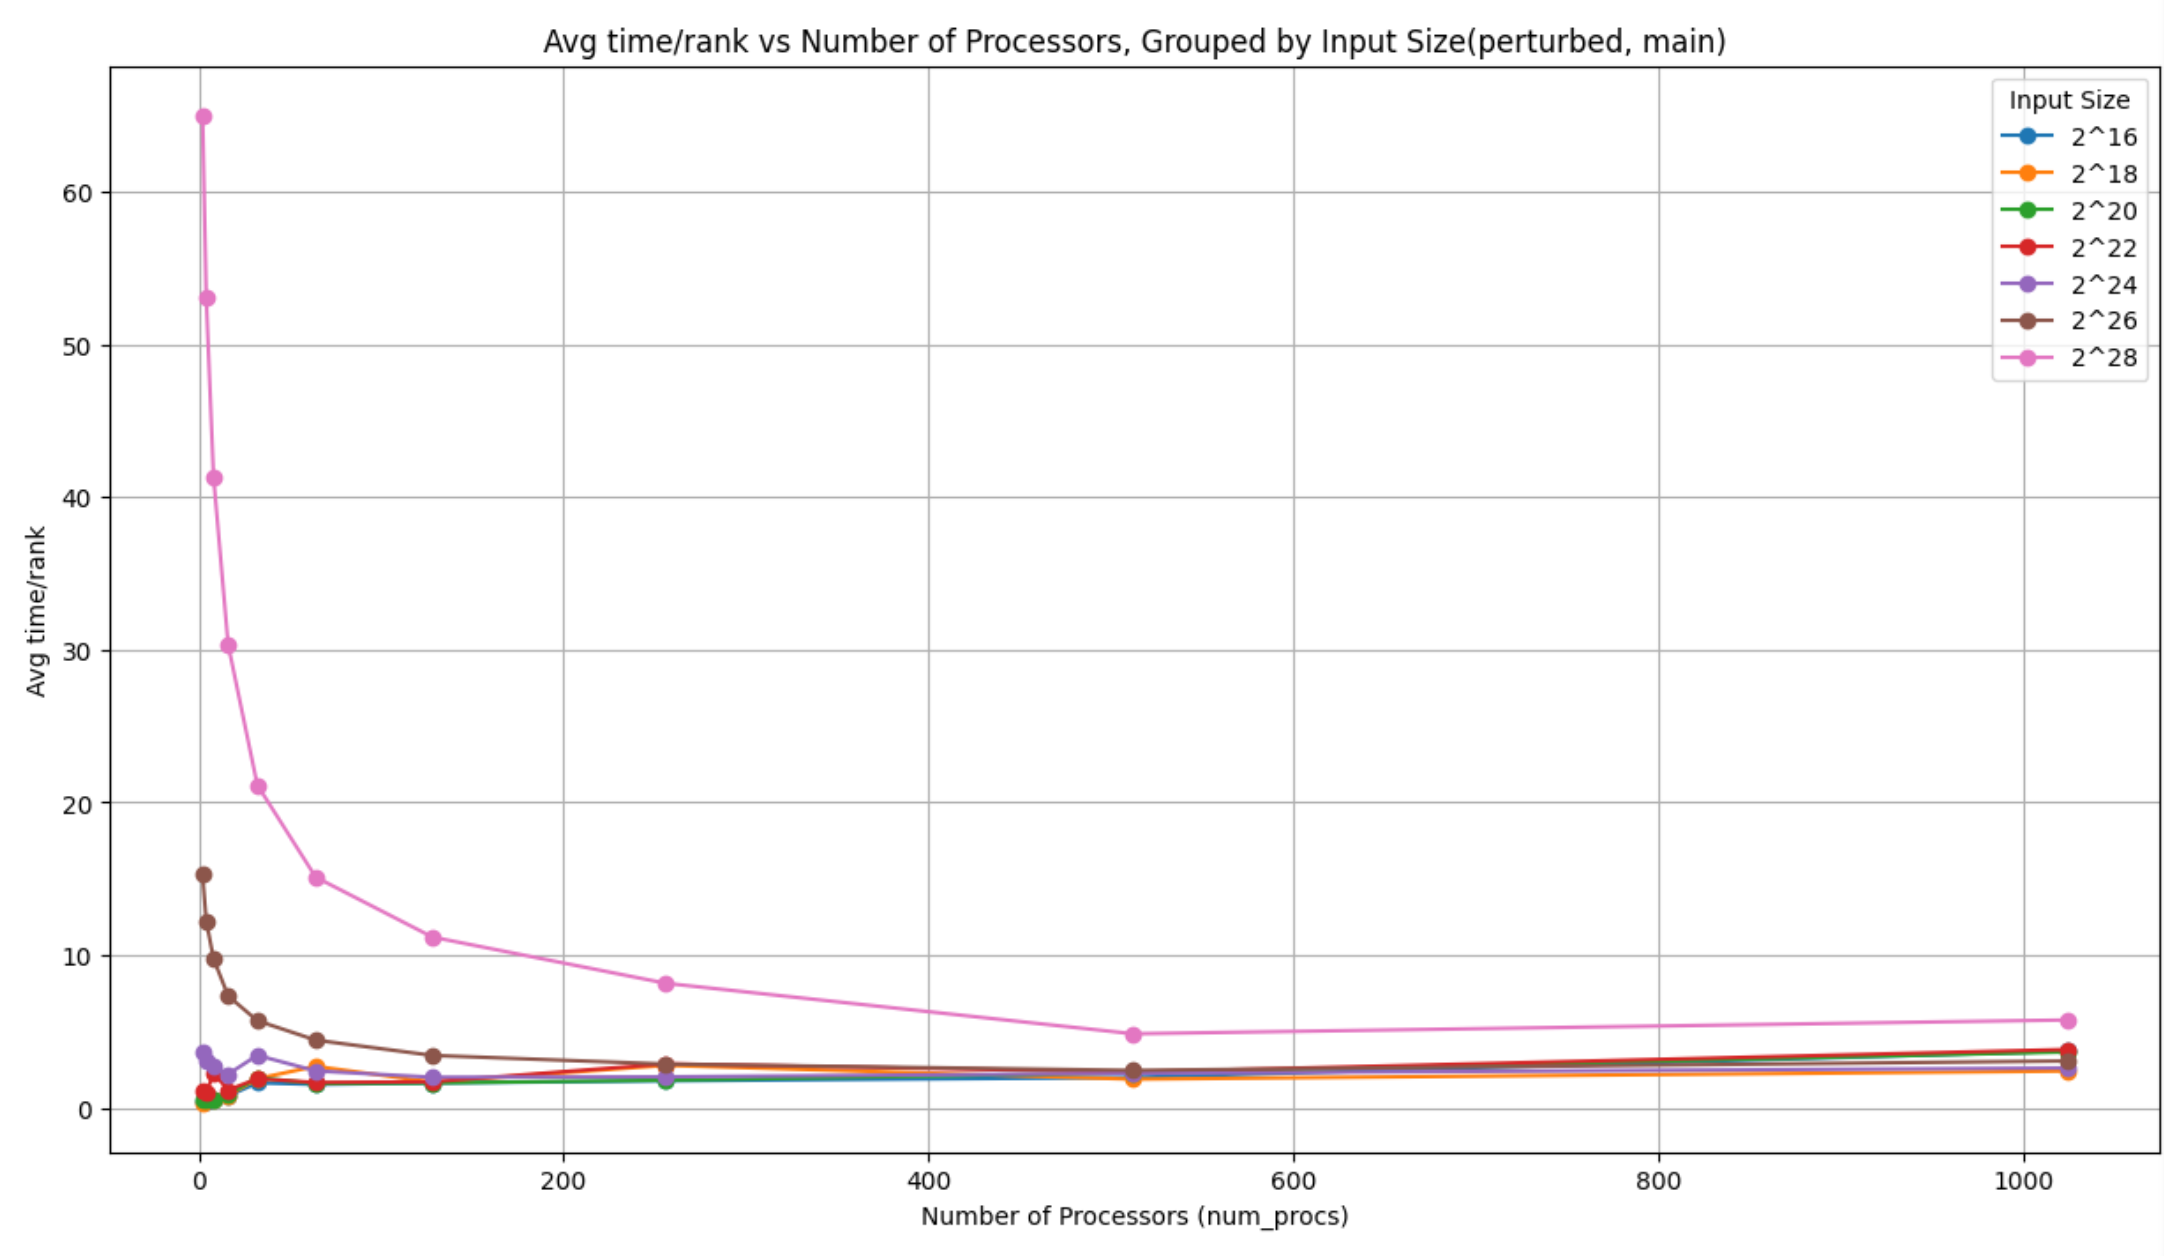 Avg time/rank vs Number of Processors, Grouped by Input Size(perturbed, main)
Input Size
2^16
2^18
2^20
2^22
2^24
2^26
2^28
Avg time/rank
60
50
40
30
20
10
0
0 200 400 600 800 1000
Number of Processors (num_procs)